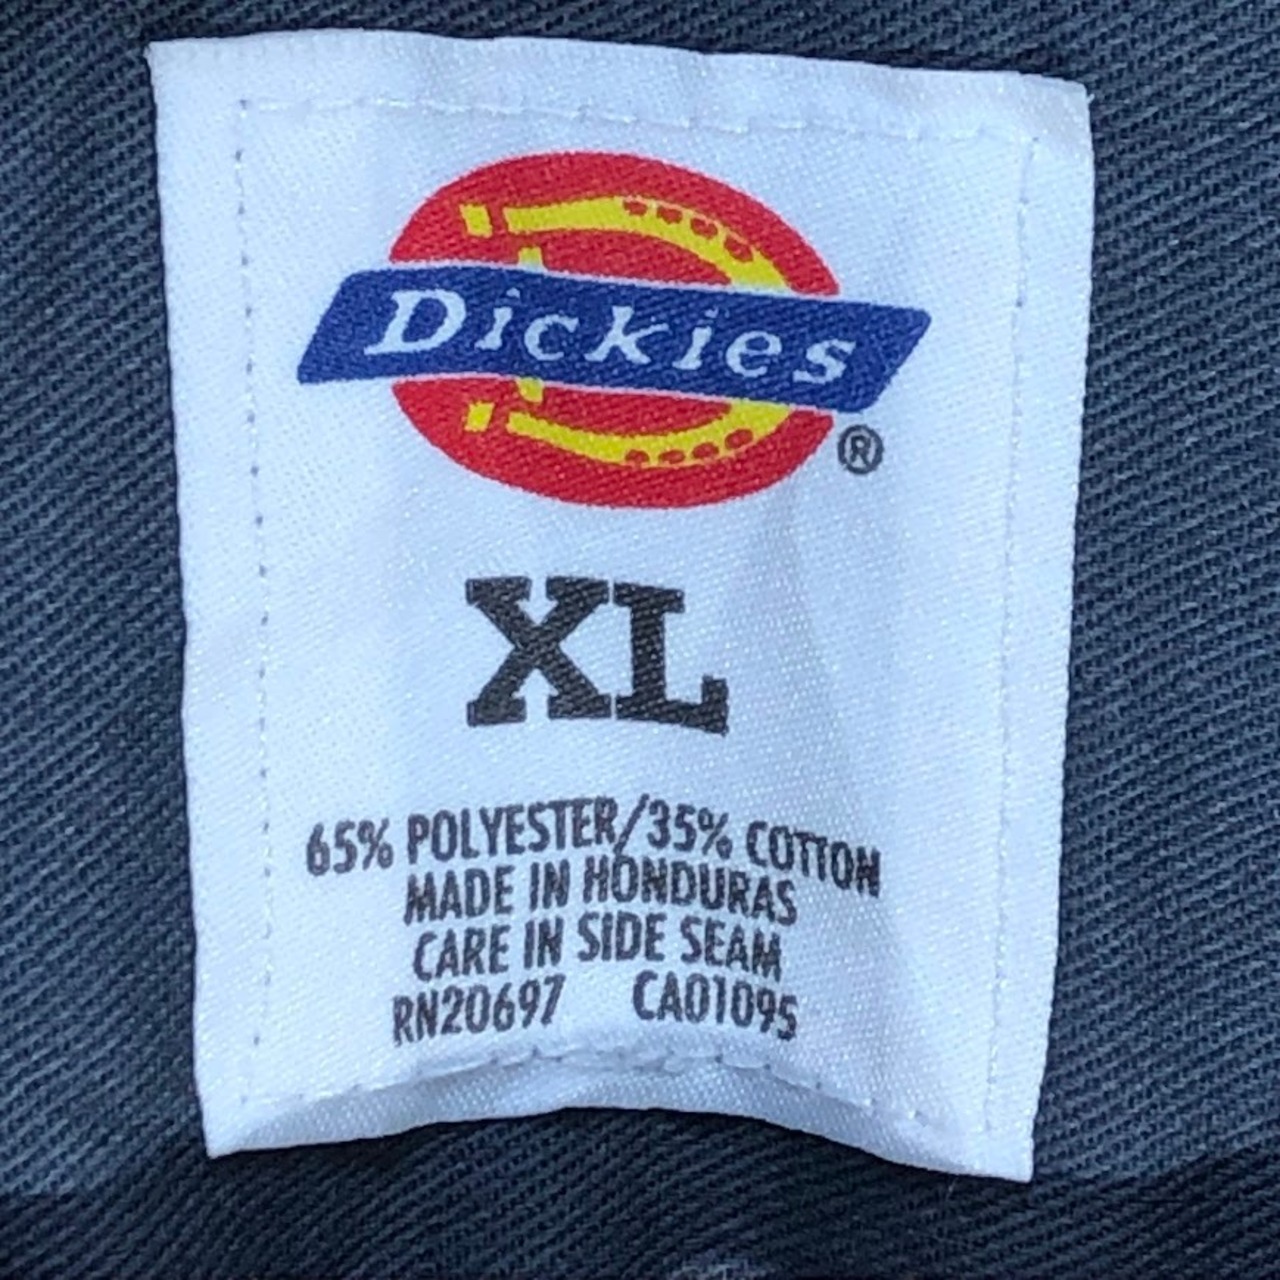 Dickies
®
XL
65% POLYESTER/35% COTTON
MADE IN HONDURAS
CARE IN SIDE SEAM
RN20697 CA01095